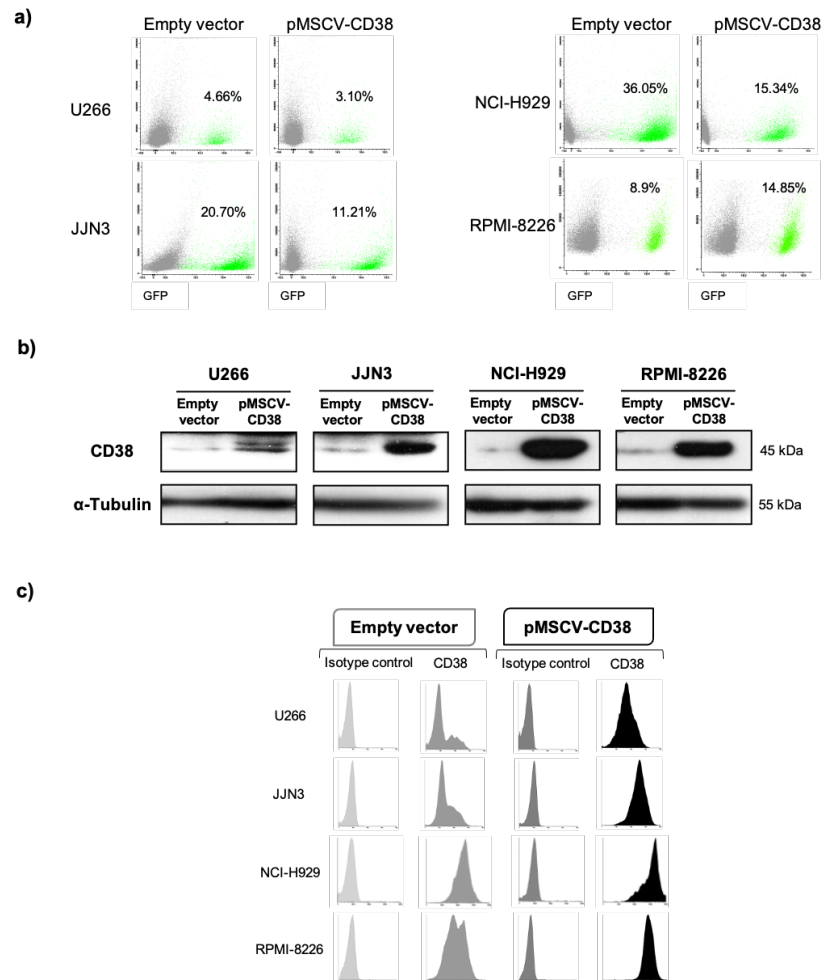 a)
Empty vector pMSCV-CD38
U266
4.66% 3.10%
JJN3
20.70% 11.21%
GFP GFP
Empty vector pMSCV-CD38
NCI-H929
36.05% 15.34%
RPMI-8226
8.9% 14.85%
GFP GFP
b)
U266 JJN3 NCI-H929 RPMI-8226
Empty vector pMSCV-CD38 Empty vector pMSCV-CD38 Empty vector pMSCV-CD38 Empty vector pMSCV-CD38
CD38 45 kDa
α-Tubulin 55 kDa
c)
Empty vector pMSCV-CD38
Isotype control CD38 Isotype control CD38
U266
JJN3
NCI-H929
RPMI-8226